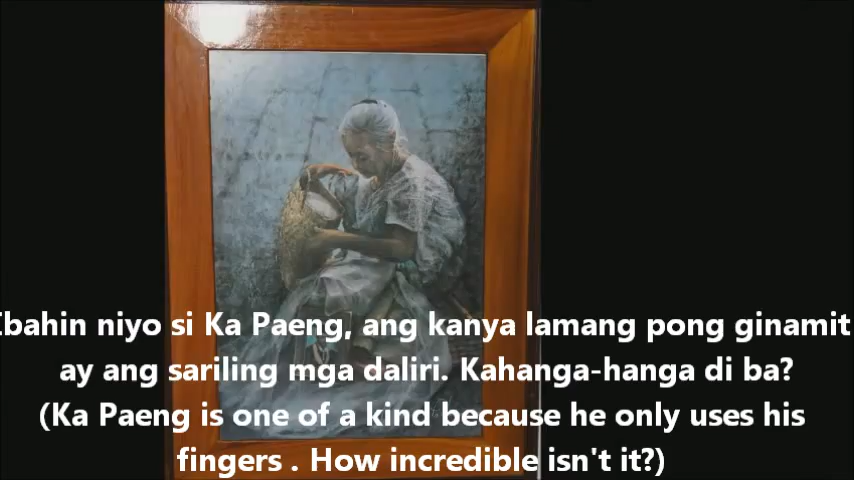 Ibahin niyo si Ka Paeng, ang kanya lamang pong ginamit
ay ang sariling mga daliri. Kahanga-hanga di ba?
(Ka Paeng is one of a kind because he only uses his
fingers . How incredible isn't it?)